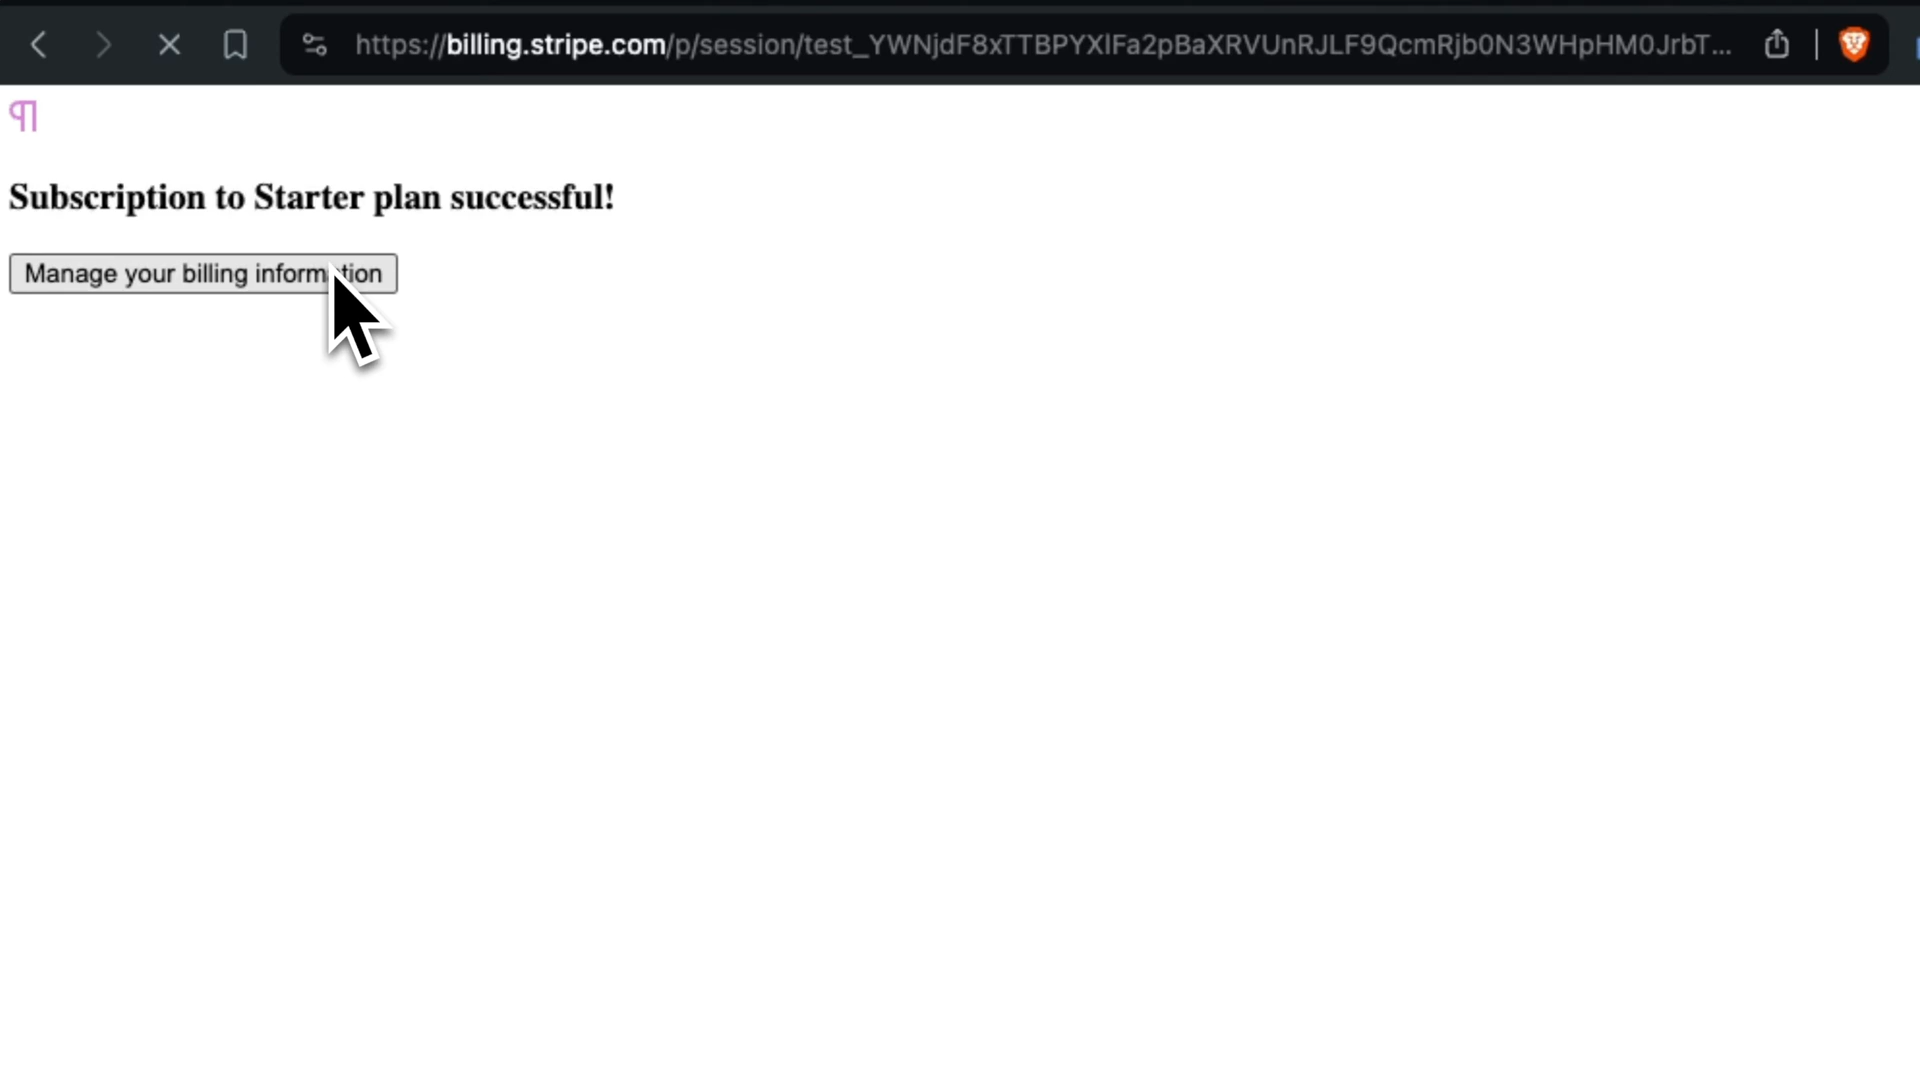 https://billing.stripe.com/p/session/test_YWNjdF8xTTBPYXlFa2pBaXRVUnRJLF9QcmRjb0N3WHpHM0JrbT...
¶
Subscription to Starter plan successful!
Manage your billing information